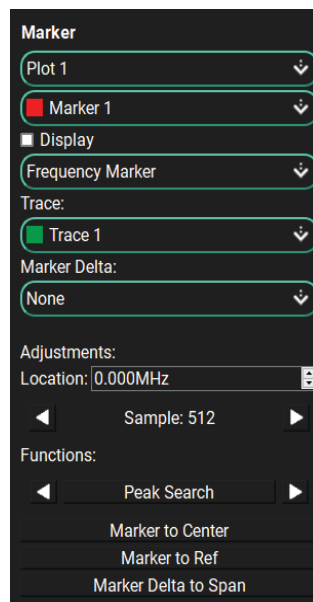 Marker
Plot 1
Marker 1
Display
Frequency Marker
Trace:
Trace 1
Marker Delta:
None
Adjustments:
Location: 0.000MHz
Sample: 512
Functions:
Peak Search
Marker to Center
Marker to Ref
Marker Delta to Span